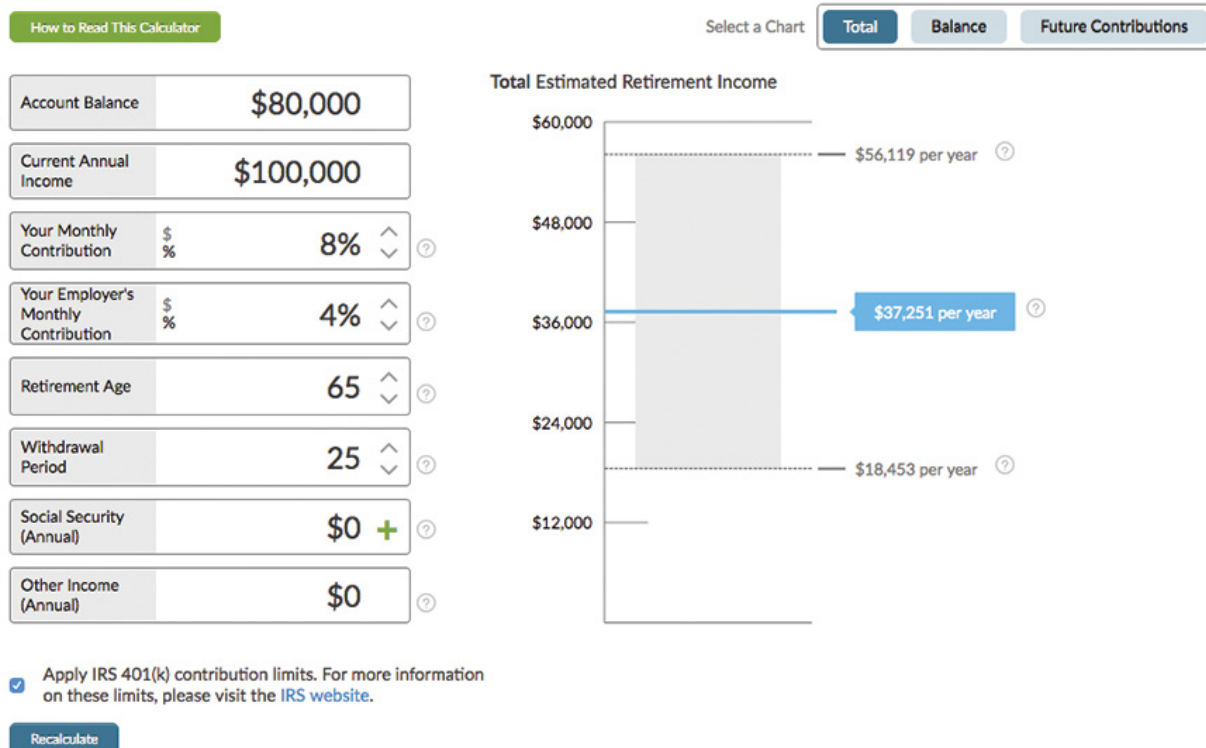 How to Read This Calculator
Select a Chart
Total
Balance
Future Contributions
Account Balance
$80,000
Current Annual
Income
$100,000
Your Monthly
Contribution
$
%
8%
?
Your Employer's
Monthly
Contribution
$
%
4%
?
Retirement Age
65
?
Withdrawal
Period
25
?
Social Security
(Annual)
$0 +
?
Other Income
(Annual)
$0
?
Apply IRS 401(k) contribution limits. For more information
on these limits, please visit the IRS website.
Recalculate
Total Estimated Retirement Income
$60,000
$56,119 per year ?
$48,000
$37,251 per year ?
$36,000
$24,000
$18,453 per year ?
$12,000